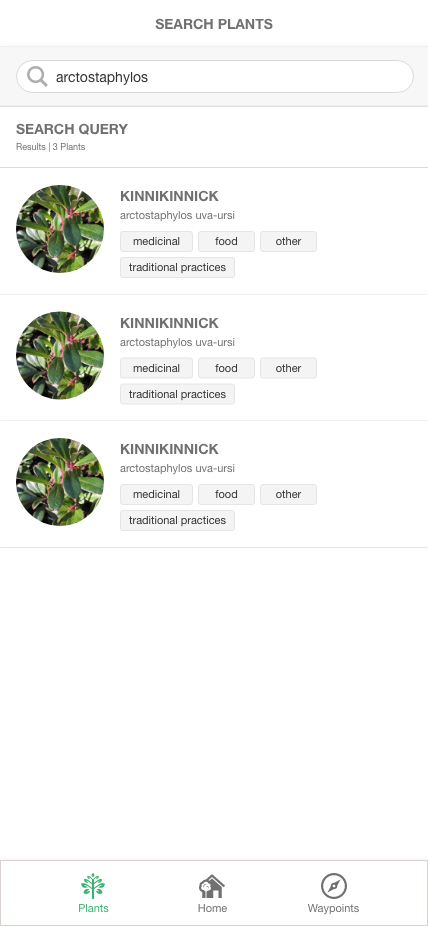 SEARCH PLANTS
arctostaphylos
SEARCH QUERY
Results | 3 Plants
KINNIKINNICK
arctostaphylos uva-ursi
medicinal food other
traditional practices
KINNIKINNICK
arctostaphylos uva-ursi
medicinal food other
traditional practices
KINNIKINNICK
arctostaphylos uva-ursi
medicinal food other
traditional practices
Plants Home Waypoints